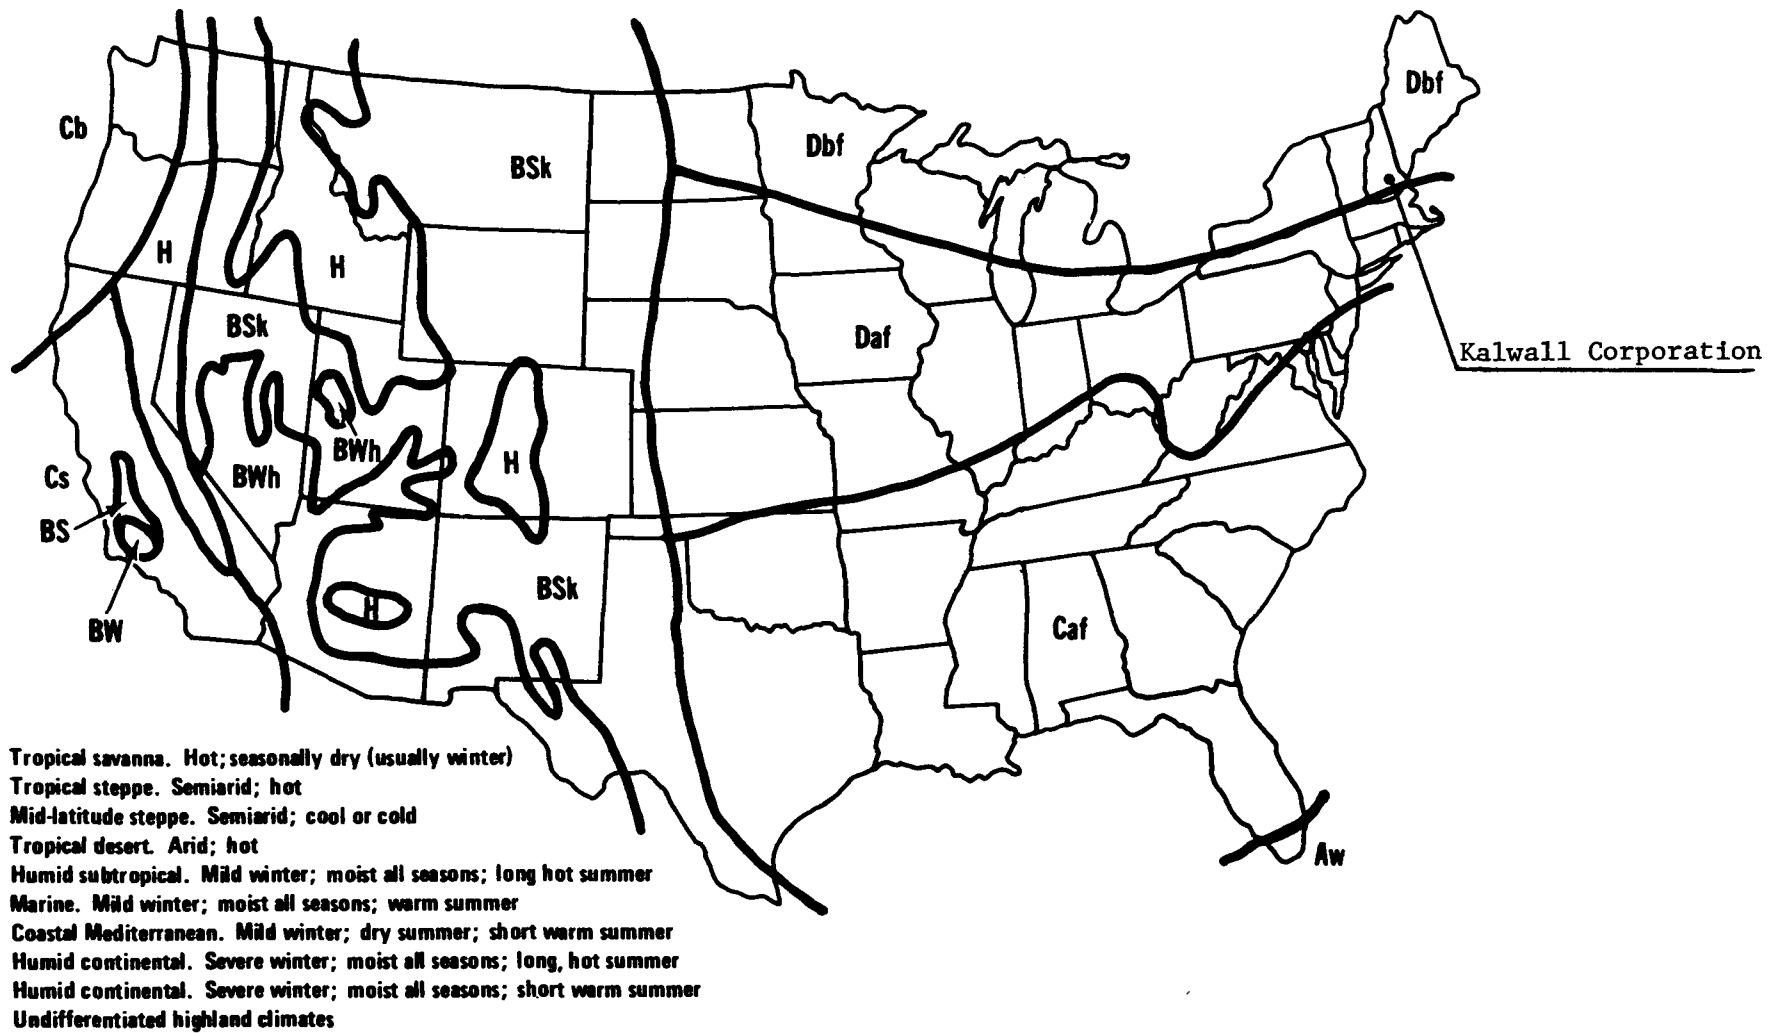 Dbf
Cb
Dbf
BSk
H
H
BSk
Daf
Kalwall Corporation
BWh
H
Cs
BWh
BS
BSk
H
BW
Caf
Tropical savanna. Hot; seasonally dry (usually winter)
Tropical steppe. Semiarid; hot
Mid-latitude steppe. Semiarid; cool or cold
Tropical desert. Arid; hot
Humid subtropical. Mild winter; moist all seasons; long hot summer
Aw
Marine. Mild winter; moist all seasons; warm summer
Coastal Mediterranean. Mild winter; dry summer; short warm summer
Humid continental. Severe winter; moist all seasons; long, hot summer
Humid continental. Severe winter; moist all seasons; short warm summer
Undifferentiated highland climates